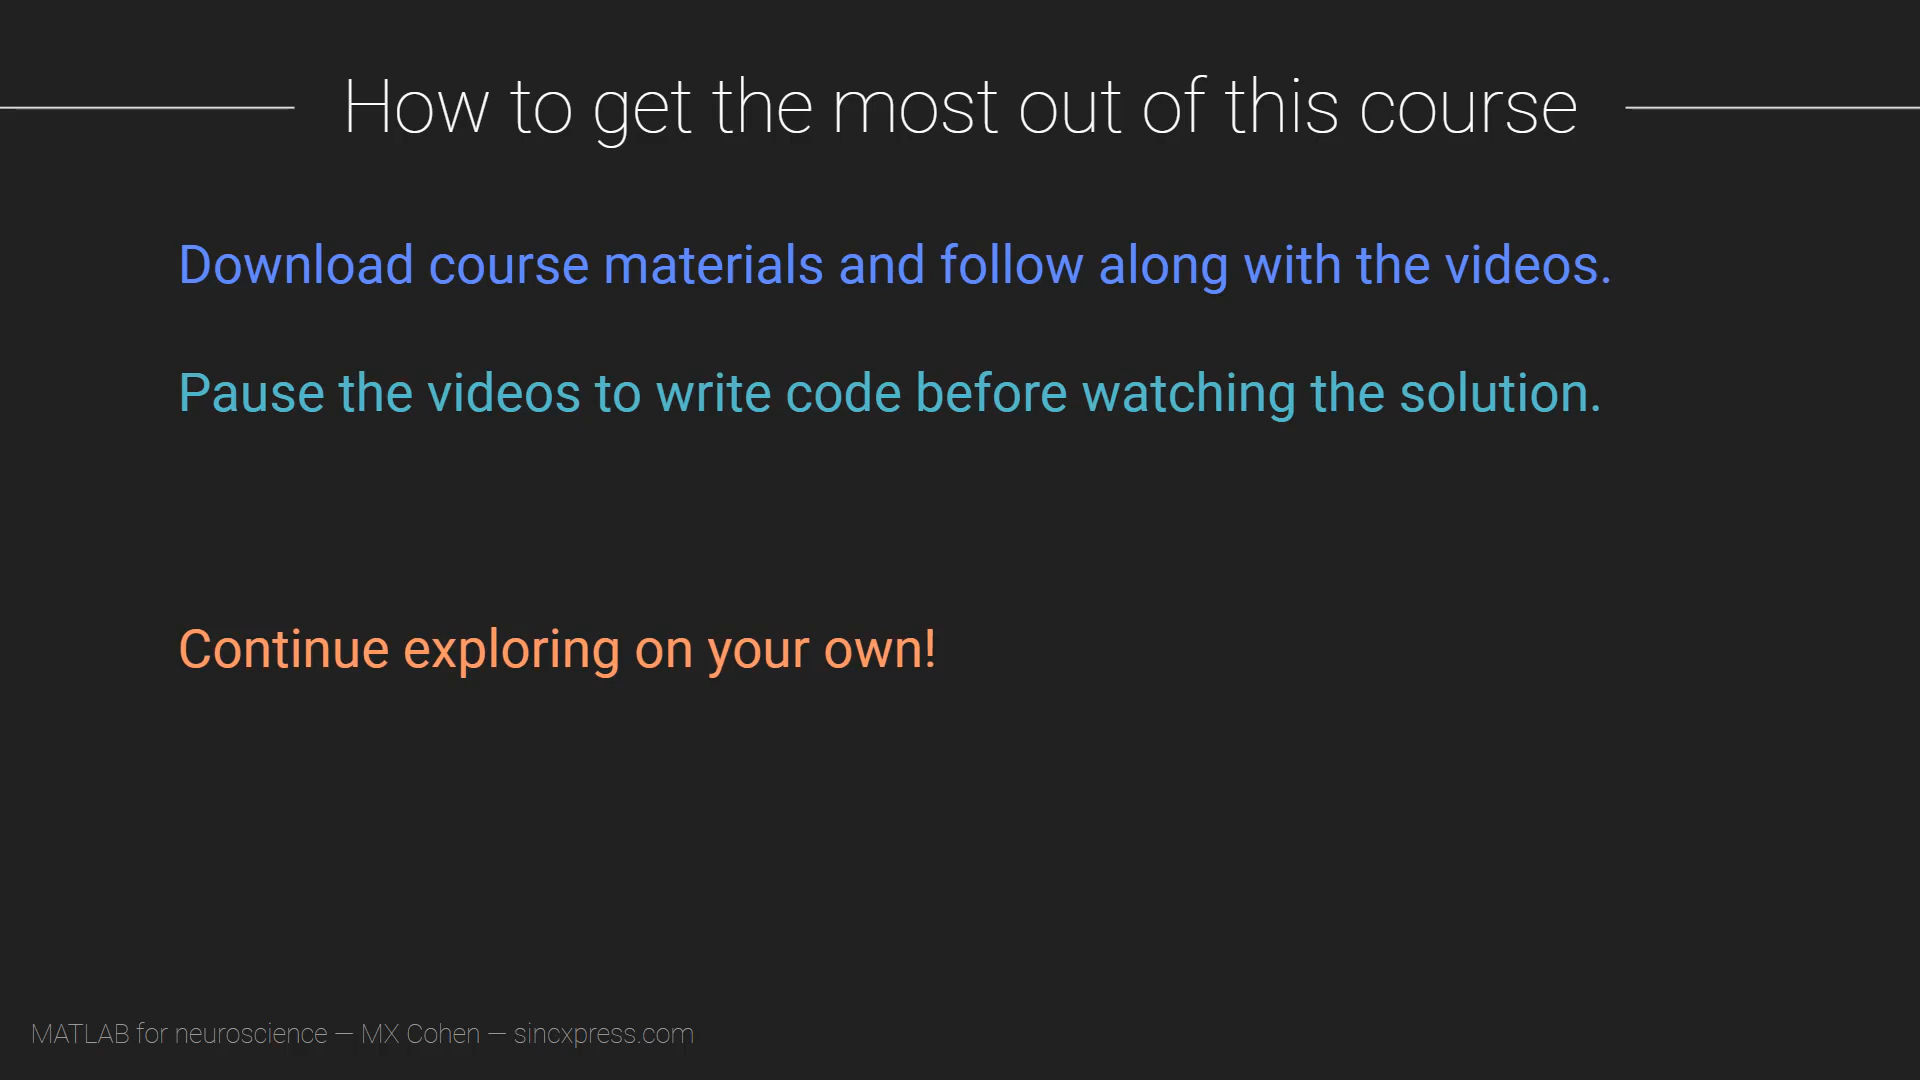 How to get the most out of this course
Download course materials and follow along with the videos.
Pause the videos to write code before watching the solution.
Continue exploring on your own!
MATLAB for neuroscience — MX Cohen — sincxpress.com